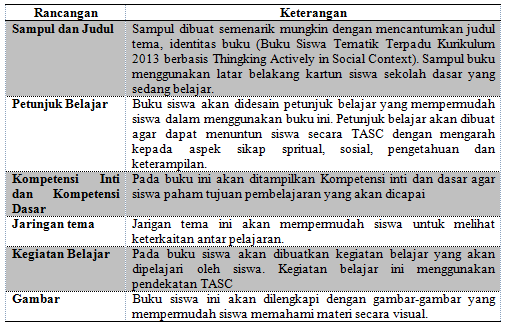 Rancangan Keterangan
Sampul dan Judul Sampul dibuat semenarik mungkin dengan mencantumkan judul
tema, identitas buku (Buku Siswa Tematik Terpadu Kurikulum
2013 berbasis Thingking Actively in Social Context). Sampul buku
menggunakan latar belakang kartun siswa sekolah dasar yang
sedang belajar.
Petunjuk Belajar Buku siswa akan didesain petunjuk belajar yang mempermudah
siswa dalam menggunakan buku ini. Petunjuk belajar akan dibuat
agar dapat menuntun siswa secara TASC dengan mengarah
kepada aspek sikap spritual, sosial, pengetahuan dan
keterampilan.
Kompetensi Inti Pada buku ini akan ditampilkan Kompetensi inti dan dasar agar
dan Kompetensi siswa paham tujuan pembelajaran yang akan dicapai
Dasar
Jaringan tema Jarigan tema ini akan mempermudah siswa untuk melihat
keterkaitan antar pelajaran.
Kegiatan Belajar Pada buku siswa akan dibuatkan kegiatan belajar yang akan
dipelajari oleh siswa. Kegiatan belajar ini menggunakan
pendekatan TASC
Gambar Buku siswa ini akan dilengkapi dengan gambar-gambar yang
mempermudah siswa memahami materi secara visual.